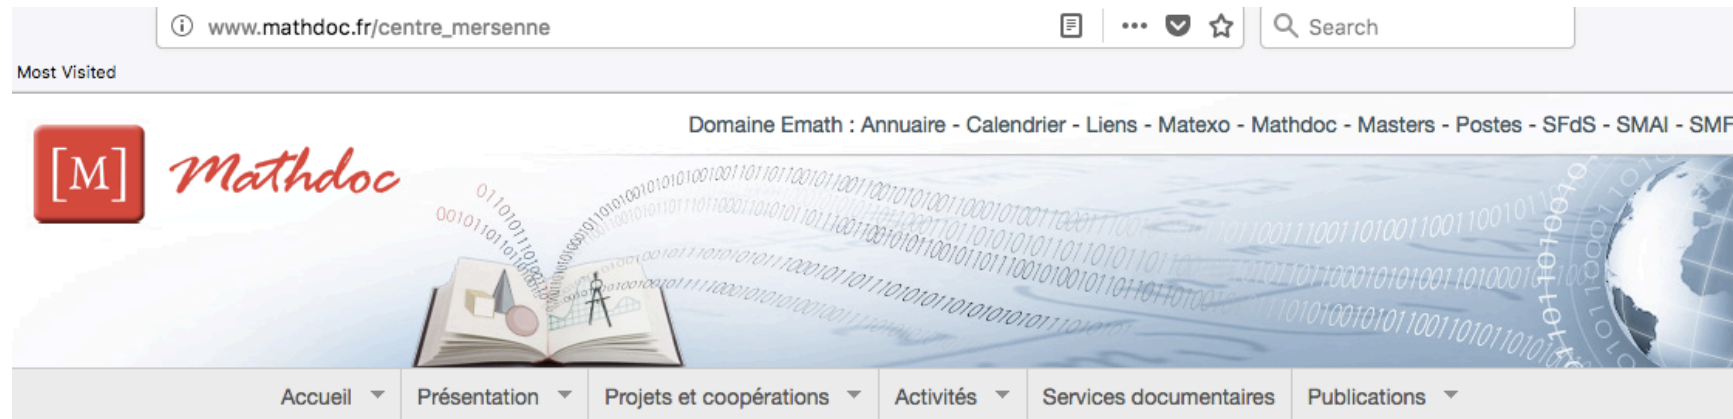 www.mathdoc.fr/centre_mersenne
Search
Most Visited
Domaine Emath : Annuaire - Calendrier - Liens - Matexo - Mathdoc - Masters - Postes - SFdS - SMAI - SMF
[M] Mathdoc
Accueil Présentation Projets et coopérations Activités Services documentaires Publications